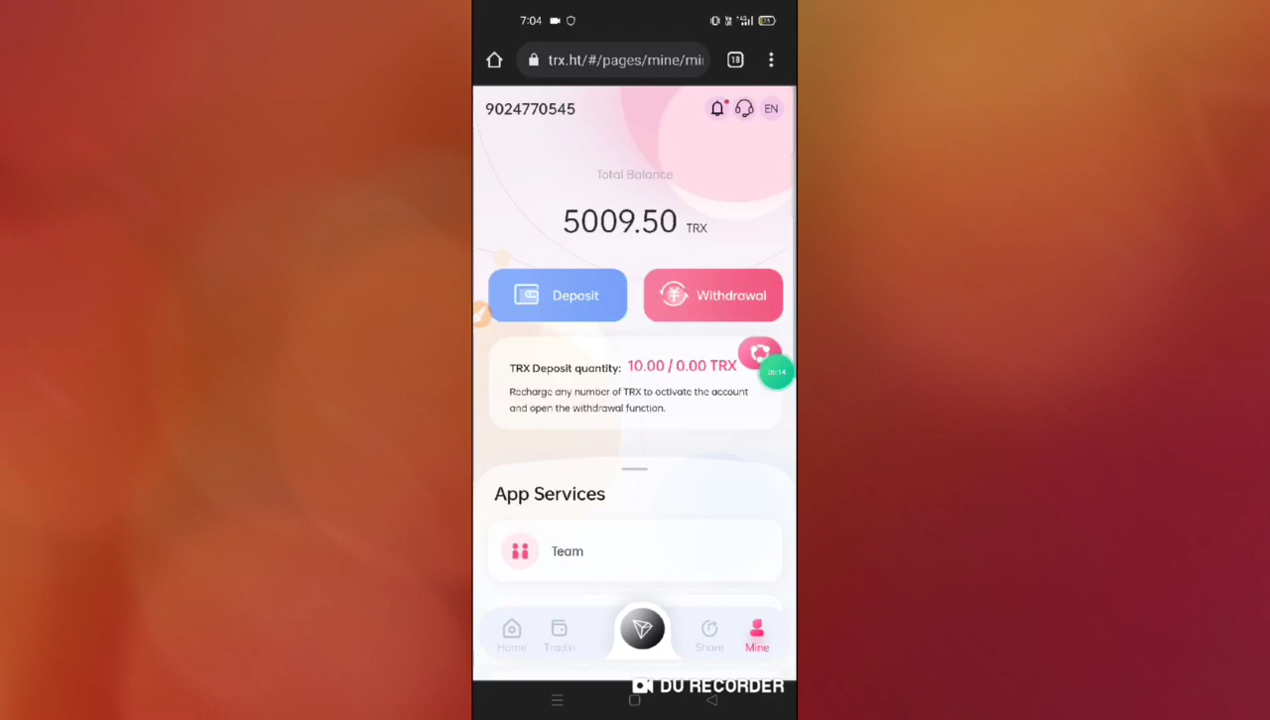 7:04
trx.ht/#/pages/mine/mi
18
9024770545
EN
Total Balance
5009.50 TRX
Deposit
Withdrawal
TRX Deposit quantity: 10.00 / 0.00 TRX
05:14
Recharge any number of TRX to activate the account
and open the withdrawal function.
App Services
Team
Home
Tradin
Share
Mine
DU RECORDER